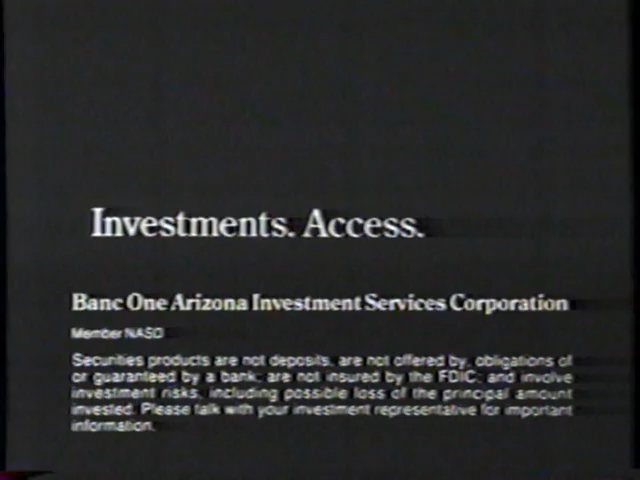 Investments. Access.
Banc One Arizona Investment Services Corporation
Member NASD
Securities products are not deposits, are not offered by, obligations of
or guaranteed by a bank; are not insured by the FDIC; and involve
investment risks, including possible loss of the principal amount
invested. Please talk with your investment representative for important
information.